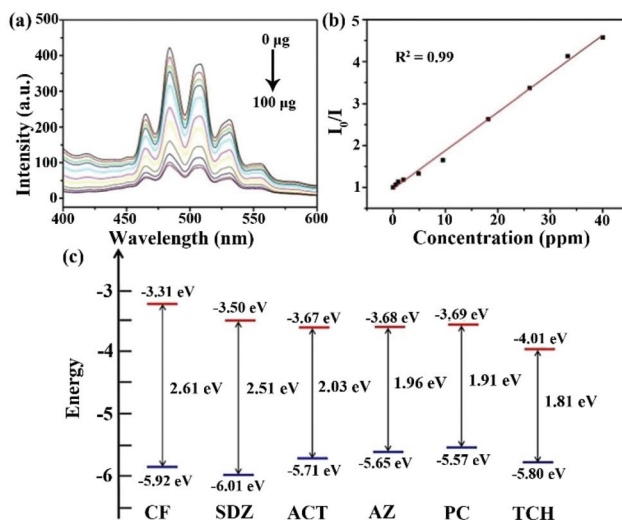 (a)
500
400
300
200
100
0
Intensity (a.u.)
0 μg
100 μg
400 450 500 550 600
Wavelength (nm)
(b)
5
4
3
2
1
I₀/I
R² = 0.99
0 10 20 30 40
Concentration (ppm)
(c)
Energy
-3
-4
-5
-6
-3.31 eV
-3.50 eV
-3.67 eV
-3.68 eV
-3.69 eV
-4.01 eV
2.61 eV
2.51 eV
2.03 eV
1.96 eV
1.91 eV
1.81 eV
-5.92 eV
-6.01 eV
-5.71 eV
-5.65 eV
-5.57 eV
-5.80 eV
CF SDZ ACT AZ PC TCH